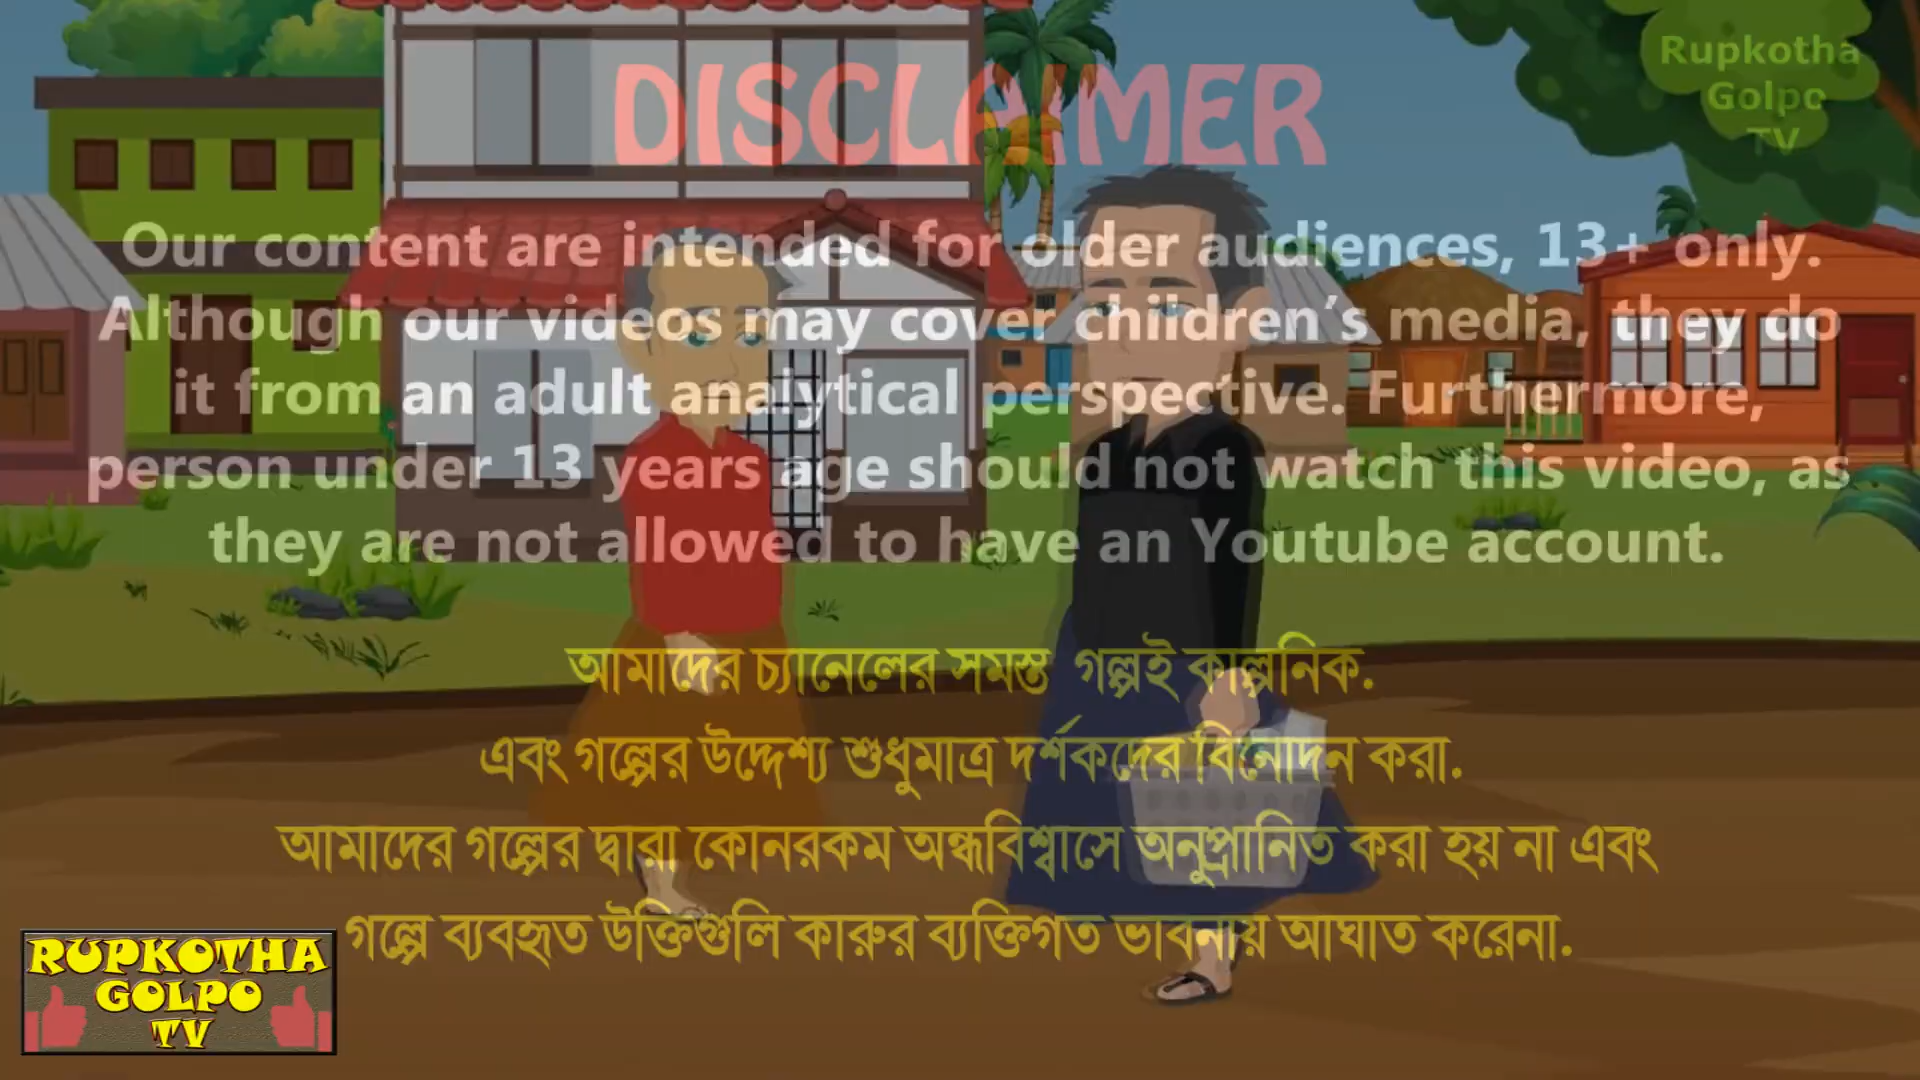 DISCLAIMER
Rupkotha
Golpo
TV
Our content are intended for older audiences, 13+ only.
Although our videos may cover children’s media, they do
it from an adult analytical perspective. Furthermore,
person under 13 years age should not watch this video, as
they are not allowed to have an Youtube account.
আমাদের চ্যানেলের সমস্ত গল্পই কাল্পনিক.
এবং গল্পের উদ্দেশ্য শুধুমাত্র দর্শকদের বিনোদন করা.
আমাদের গল্পের দ্বারা কোনরকম অন্ধবিশ্বাসে অনুপ্রানিত করা হয় না এবং
গল্পে ব্যবহৃত উক্তিগুলি কারুর ব্যক্তিগত ভাবনায় আঘাত করেনা.
RUPKOTHA
GOLPO
TV